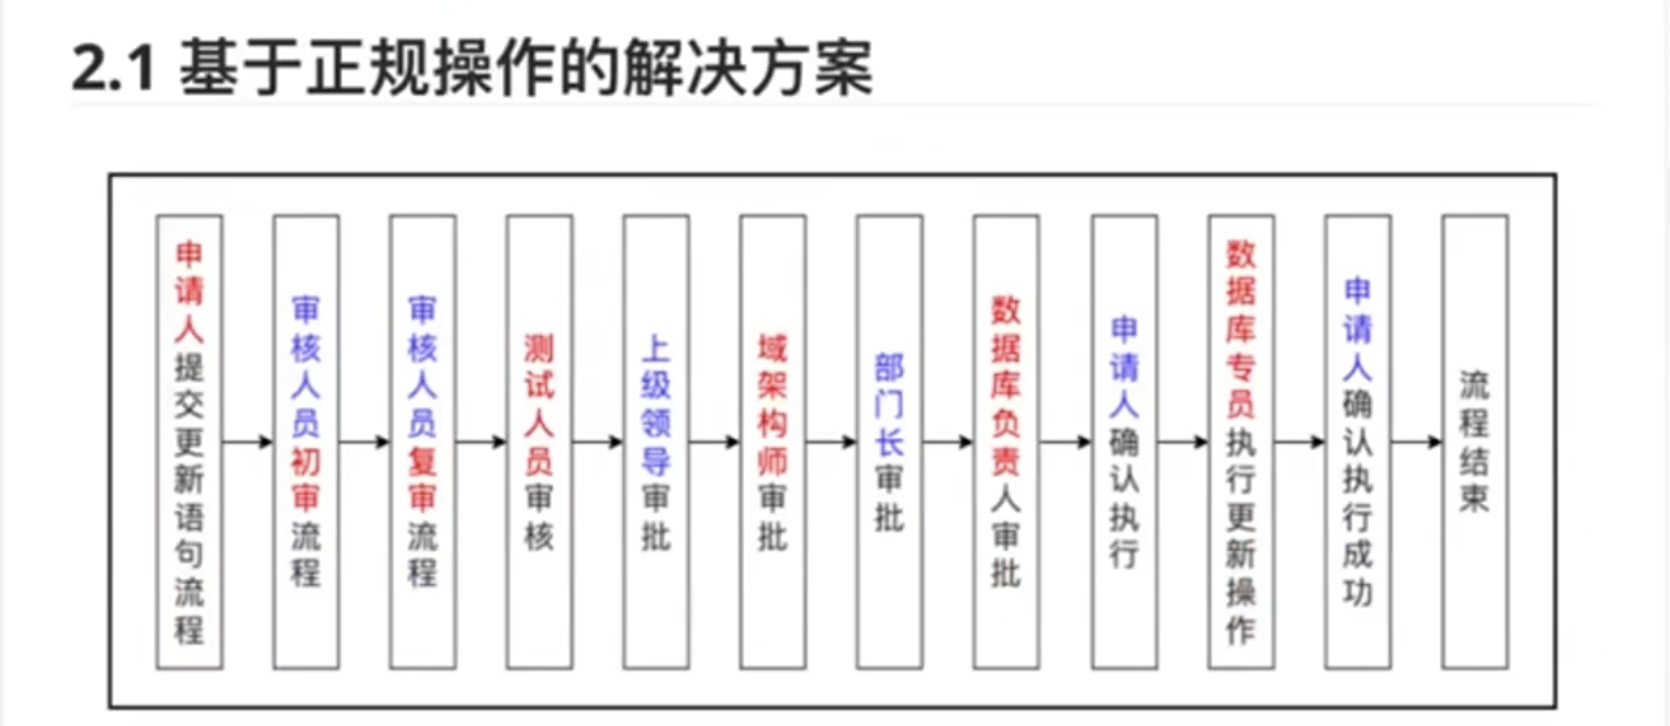 2.1 基于正规操作的解决方案
申请人提交更新语句流程
审核人员初审流程
审核人员复审流程
测试人员审核
上级领导审批
域架构师审批
部门长审批
数据库负责人审批
申请人确认执行
数据库专员执行更新操作
申请人确认执行成功
流程结束